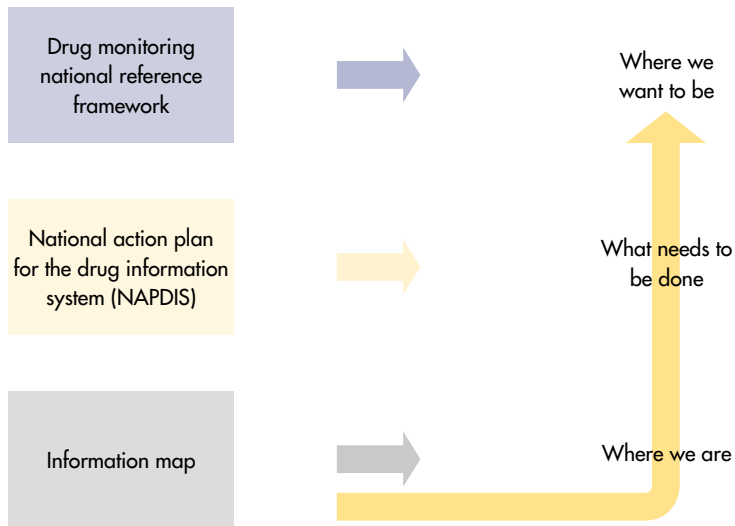 Drug monitoring
national reference
framework
Where we
want to be
National action plan
for the drug information
system (NAPDIS)
What needs to
be done
Information map
Where we are